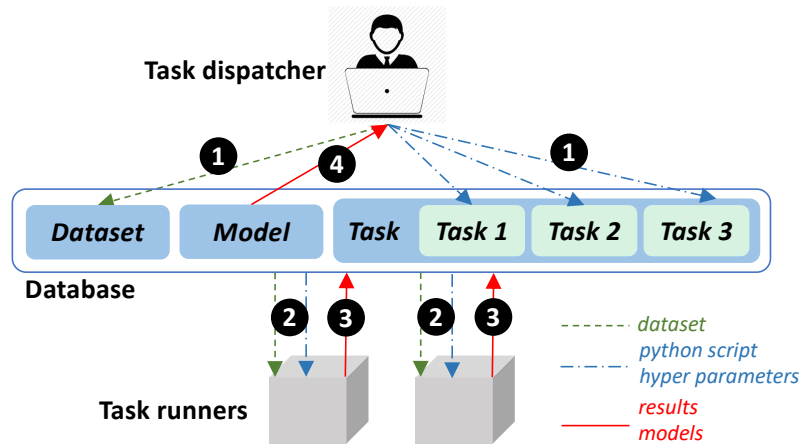 Task dispatcher
1
4
1
Dataset
Model
Task
Task 1
Task 2
Task 3
Database
2
3
2
3
Task runners
dataset
python script
hyper parameters
results
models